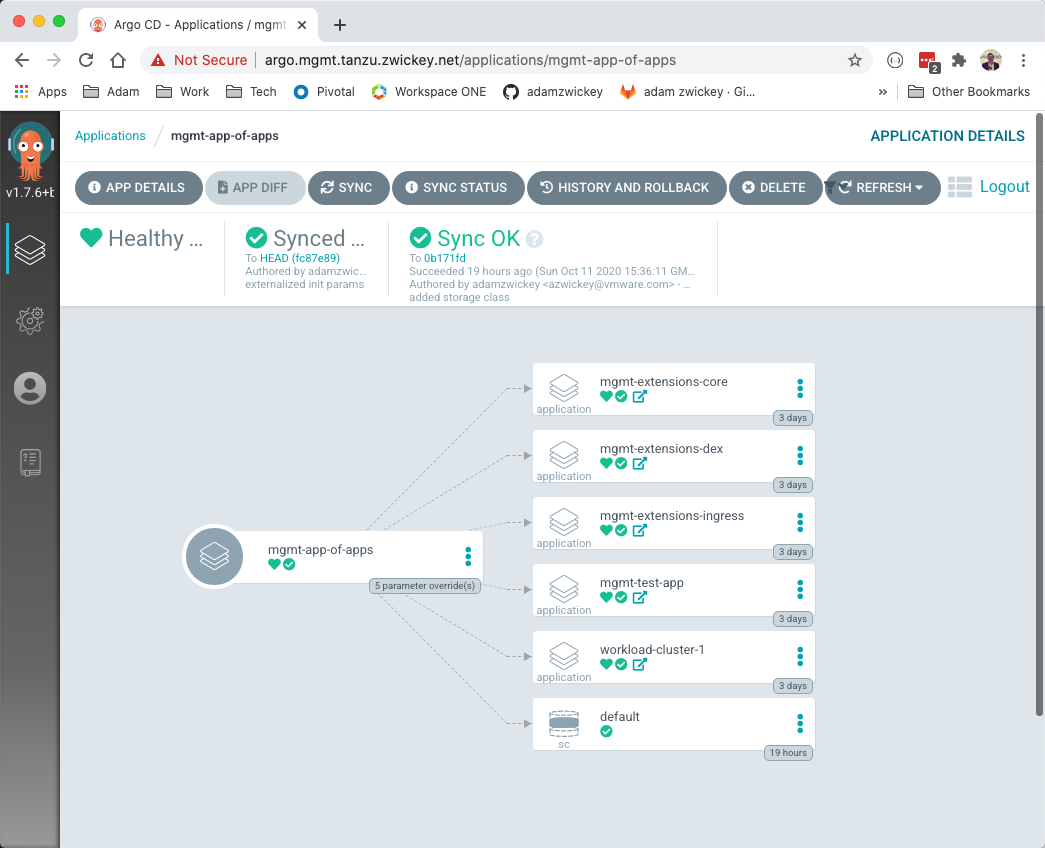 Argo CD - Applications / mgmt
Not Secure
argo.mgmt.tanzu.zwickey.net/applications/mgmt-app-of-apps
2
Apps
Adam
Work
Tech
Pivotal
Workspace ONE
adamzwickey
adam zwickey · Gi...
»
Other Bookmarks
v1.7.6+b
Applications
mgmt-app-of-apps
APPLICATION DETAILS
APP DETAILS
APP DIFF
SYNC
SYNC STATUS
HISTORY AND ROLLBACK
DELETE
REFRESH
Logout
Healthy ...
Synced ...
To HEAD (fc87e89)
Authored by adamzwic...
externalized init params
Sync OK
To 0b171fd
Succeeded 19 hours ago (Sun Oct 11 2020 15:36:11 GM...
Authored by adamzwickey <azwickey@vmware.com> - ...
added storage class
mgmt-app-of-apps
5 parameter override(s)
mgmt-extensions-core
application
3 days
mgmt-extensions-dex
application
3 days
mgmt-extensions-ingress
application
3 days
mgmt-test-app
application
3 days
workload-cluster-1
application
3 days
default
sc
19 hours